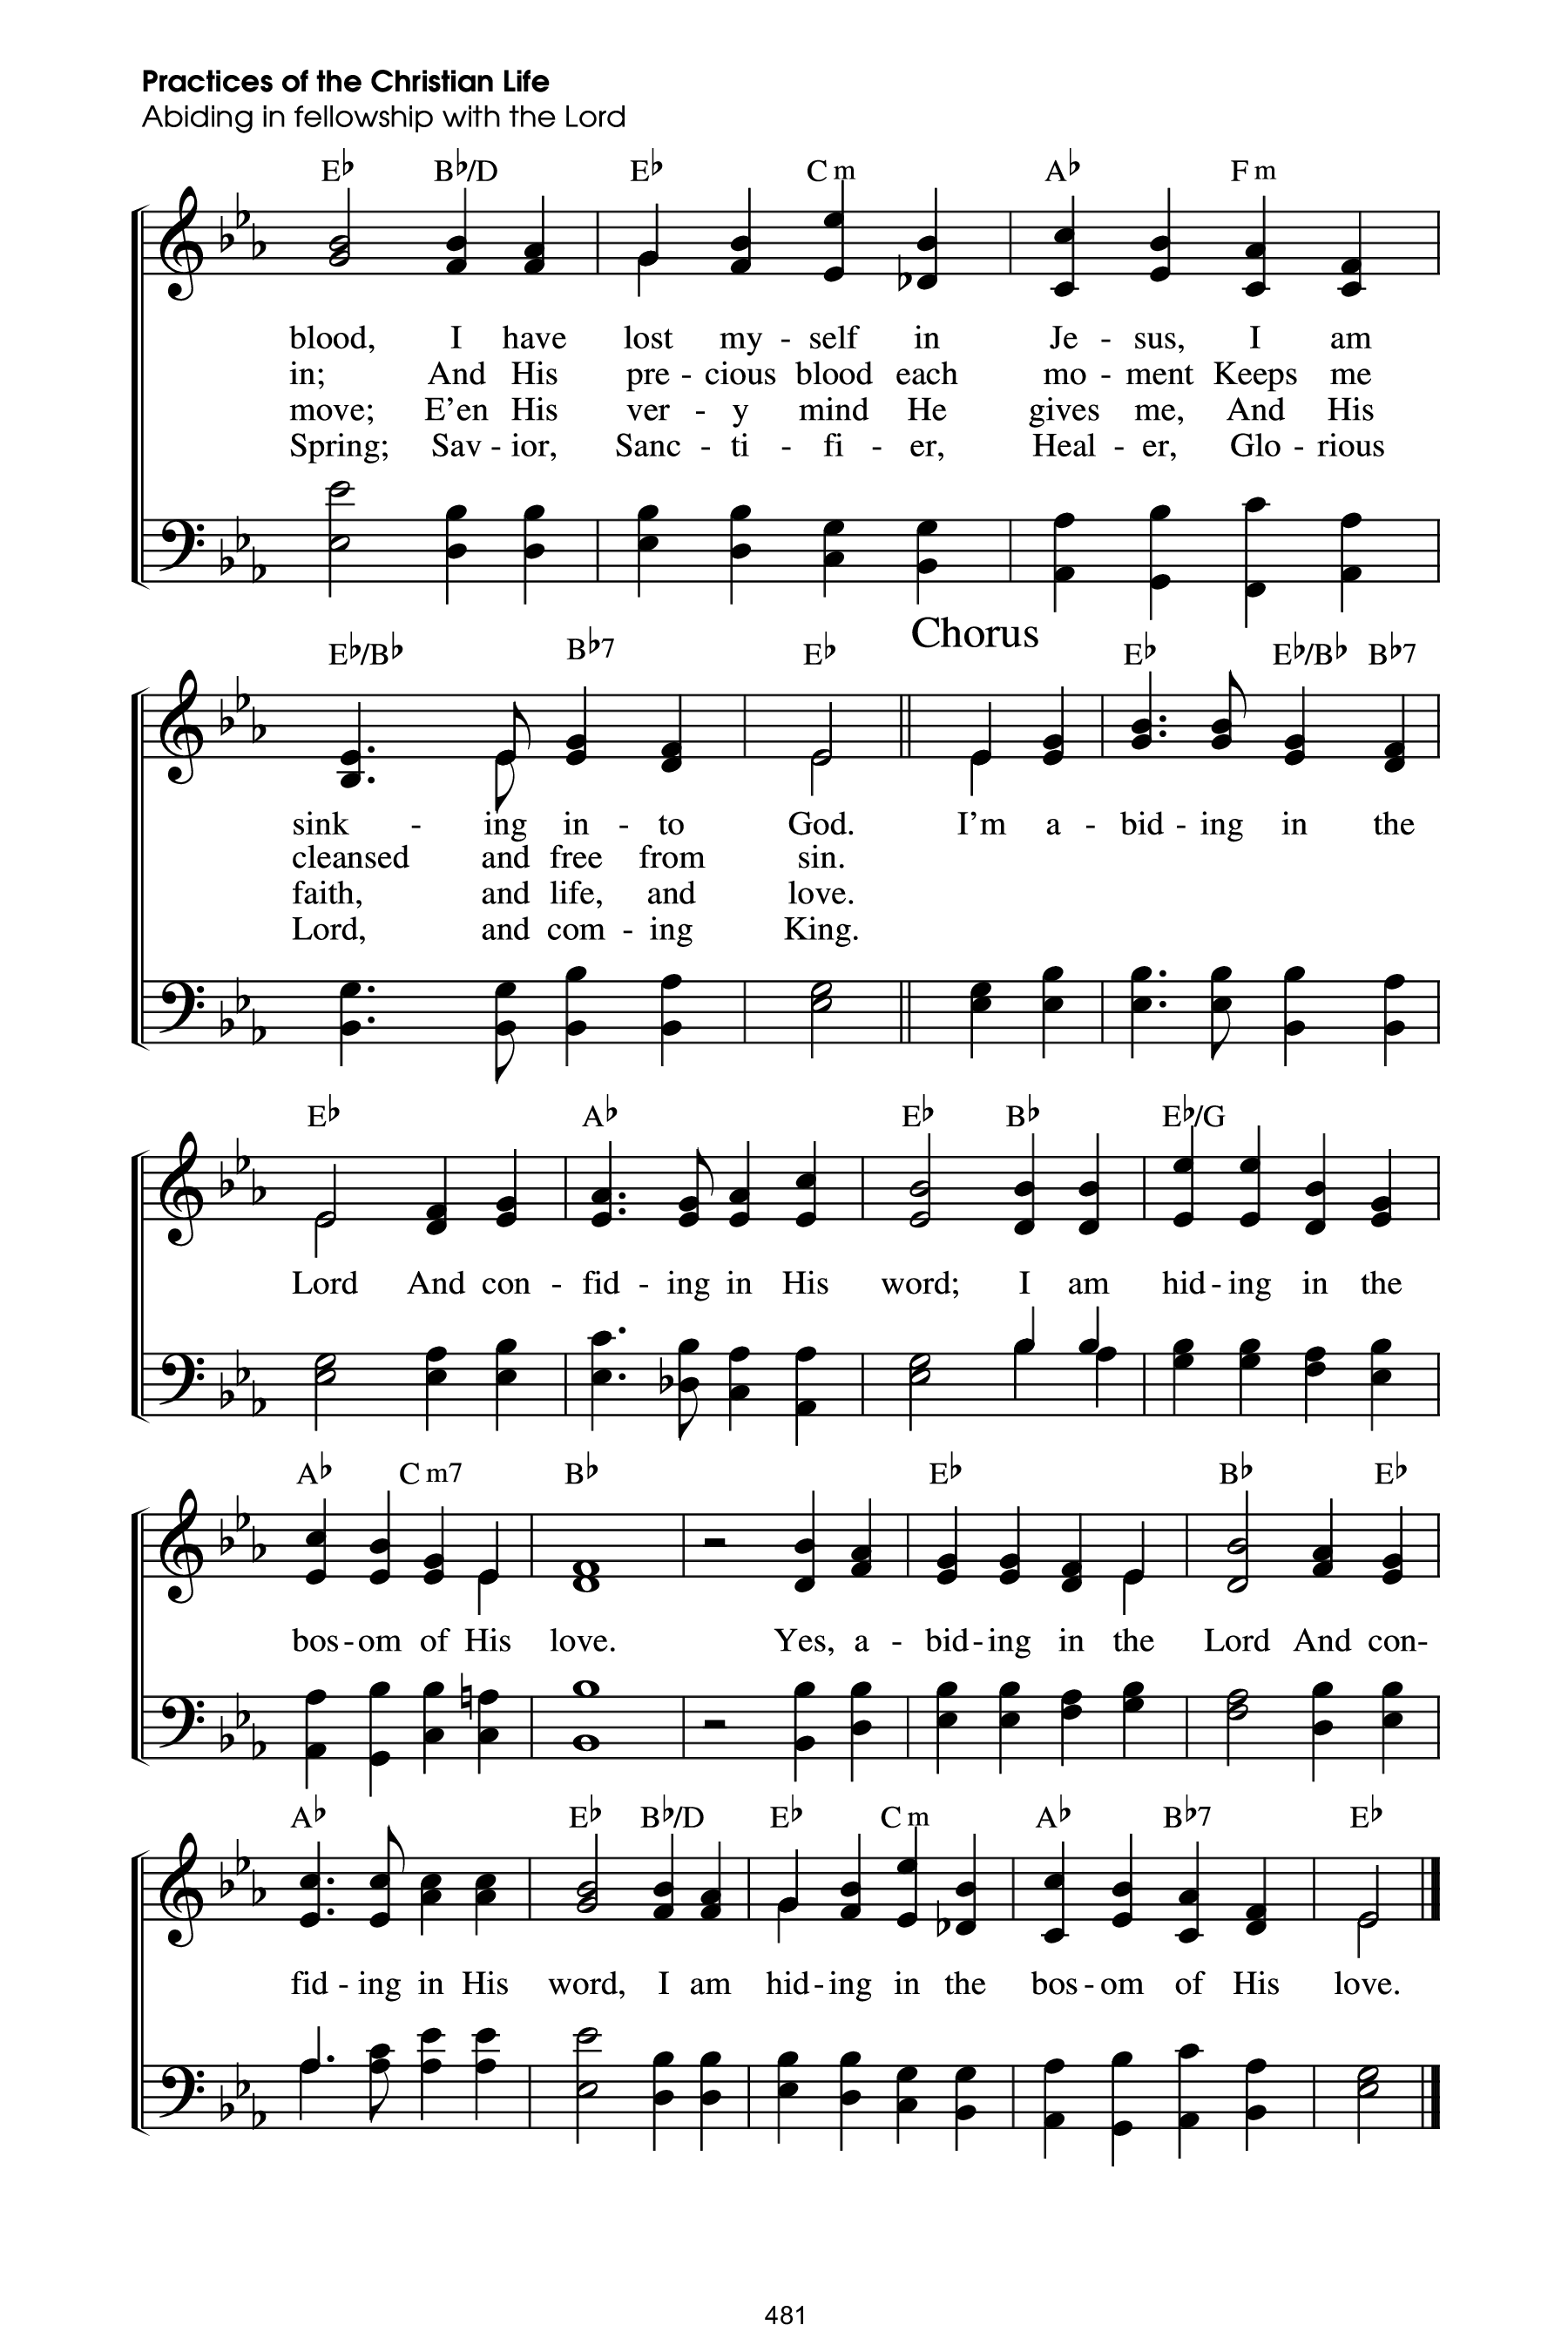 Practices of the Christian Life
Abiding in fellowship with the Lord
E♭ B♭/D E♭ C m A♭ F m
blood, I have lost my - self in Je - sus, I am
in; And His pre - cious blood each mo - ment Keeps me
move; E’en His ver - y mind He gives me, And His
Spring; Sav - ior, Sanc - ti - fi - er, Heal - er, Glo - rious
Chorus
E♭/B♭ B♭7 E♭ E♭ E♭/B♭ B♭7
sink - ing in - to God. I’m a - bid - ing in the
cleansed and free from sin.
faith, and life, and love.
Lord, and com - ing King.
E♭ A♭ E♭ B♭ E♭/G
Lord And con - fid - ing in His word; I am hid - ing in the
A♭ C m7 B♭ E♭ B♭ E♭
bos - om of His love. Yes, a - bid - ing in the Lord And con-
A♭ E♭ B♭/D E♭ C m A♭ B♭7 E♭
fid - ing in His word, I am hid - ing in the bos - om of His love.
481